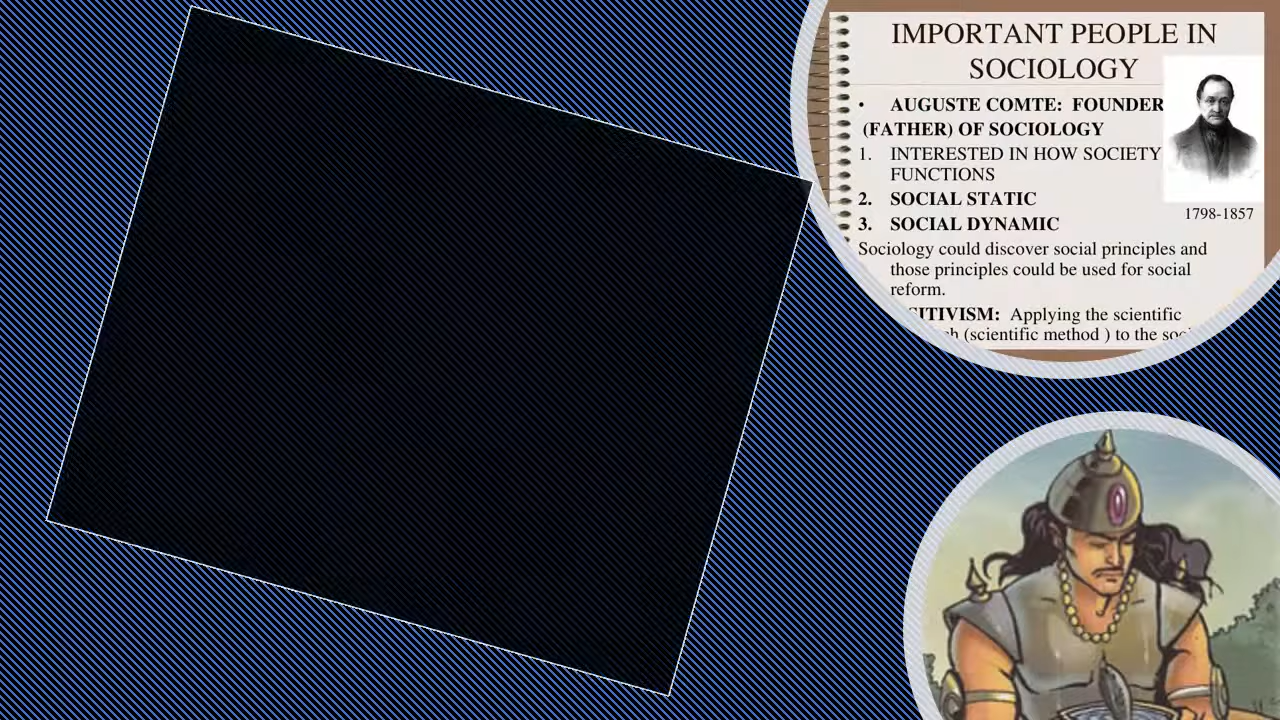 IMPORTANT PEOPLE IN
SOCIOLOGY
• AUGUSTE COMTE: FOUNDER
(FATHER) OF SOCIOLOGY
1. INTERESTED IN HOW SOCIETY
FUNCTIONS
2. SOCIAL STATIC
3. SOCIAL DYNAMIC
1798-1857
Sociology could discover social principles and
those principles could be used for social
reform.
Applying the scientific
(scientific method ) to the